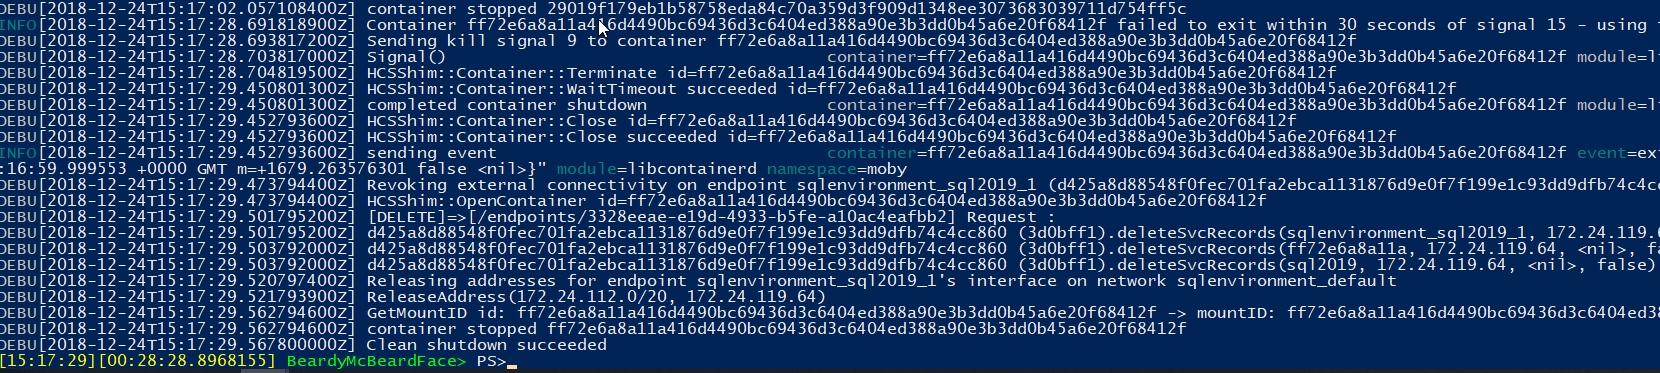 DEBU[2018-12-24T15:17:02.057108400Z] container stopped 29019f179eb1b58758eda84c70a359d3f909d1348ee3073683039711d754ff5c
INFO[2018-12-24T15:17:28.691818900Z] Container ff72e6a8a11a416d4490bc69436d3c6404ed388a90e3b3dd0b45a6e20f68412f failed to exit within 30 seconds of signal 15 - using
DEBU[2018-12-24T15:17:28.693817200Z] Sending kill signal 9 to container ff72e6a8a11a416d4490bc69436d3c6404ed388a90e3b3dd0b45a6e20f68412f
DEBU[2018-12-24T15:17:28.703817000Z] Signal() container=ff72e6a8a11a416d4490bc69436d3c6404ed388a90e3b3dd0b45a6e20f68412f module=li
DEBU[2018-12-24T15:17:28.704819500Z] HCSShim::Container::Terminate id=ff72e6a8a11a416d4490bc69436d3c6404ed388a90e3b3dd0b45a6e20f68412f
DEBU[2018-12-24T15:17:29.450801300Z] HCSShim::Container::WaitTimeout succeeded id=ff72e6a8a11a416d4490bc69436d3c6404ed388a90e3b3dd0b45a6e20f68412f
DEBU[2018-12-24T15:17:29.450801300Z] completed container shutdown container=ff72e6a8a11a416d4490bc69436d3c6404ed388a90e3b3dd0b45a6e20f68412f module=li
DEBU[2018-12-24T15:17:29.452793600Z] HCSShim::Container::Close id=ff72e6a8a11a416d4490bc69436d3c6404ed388a90e3b3dd0b45a6e20f68412f
DEBU[2018-12-24T15:17:29.452793600Z] HCSShim::Container::Close succeeded id=ff72e6a8a11a416d4490bc69436d3c6404ed388a90e3b3dd0b45a6e20f68412f
INFO[2018-12-24T15:17:29.452793600Z] sending event container=ff72e6a8a11a416d4490bc69436d3c6404ed388a90e3b3dd0b45a6e20f68412f event=exi
:16:59.999553 +0000 GMT m=+1679.263576301 false <nil>}" module=libcontainerd namespace=moby
DEBU[2018-12-24T15:17:29.473794400Z] Revoking external connectivity on endpoint sqlenvironment_sql2019_1 (d425a8d88548f0fec701fa2ebca1131876d9e0f7f199e1c93dd9dfb74c4cc
DEBU[2018-12-24T15:17:29.473794400Z] HCSShim::OpenContainer id=ff72e6a8a11a416d4490bc69436d3c6404ed388a90e3b3dd0b45a6e20f68412f
DEBU[2018-12-24T15:17:29.501795200Z] [DELETE]=>[/endpoints/3328eeae-e19d-4933-b5fe-a10ac4eafbb2] Request :
DEBU[2018-12-24T15:17:29.501795200Z] d425a8d88548f0fec701fa2ebca1131876d9e0f7f199e1c93dd9dfb74c4cc860 (3d0bff1).deleteSvcRecords(sqlenvironment_sql2019_1, 172.24.119.6
DEBU[2018-12-24T15:17:29.503792000Z] d425a8d88548f0fec701fa2ebca1131876d9e0f7f199e1c93dd9dfb74c4cc860 (3d0bff1).deleteSvcRecords(ff72e6a8a11a, 172.24.119.64, <nil>, fa
DEBU[2018-12-24T15:17:29.503792000Z] d425a8d88548f0fec701fa2ebca1131876d9e0f7f199e1c93dd9dfb74c4cc860 (3d0bff1).deleteSvcRecords(sql2019, 172.24.119.64, <nil>, false)
DEBU[2018-12-24T15:17:29.520797400Z] Releasing addresses for endpoint sqlenvironment_sql2019_1's interface on network sqlenvironment_default
DEBU[2018-12-24T15:17:29.521793900Z] ReleaseAddress(172.24.112.0/20, 172.24.119.64)
DEBU[2018-12-24T15:17:29.562794600Z] GetMountID id: ff72e6a8a11a416d4490bc69436d3c6404ed388a90e3b3dd0b45a6e20f68412f -> mountID: ff72e6a8a11a416d4490bc69436d3c6404ed38
DEBU[2018-12-24T15:17:29.562794600Z] container stopped ff72e6a8a11a416d4490bc69436d3c6404ed388a90e3b3dd0b45a6e20f68412f
DEBU[2018-12-24T15:17:29.567800000Z] Clean shutdown succeeded
[15:17:29][00:28:28.8968155] BeardyMcBeardFace> PS>_